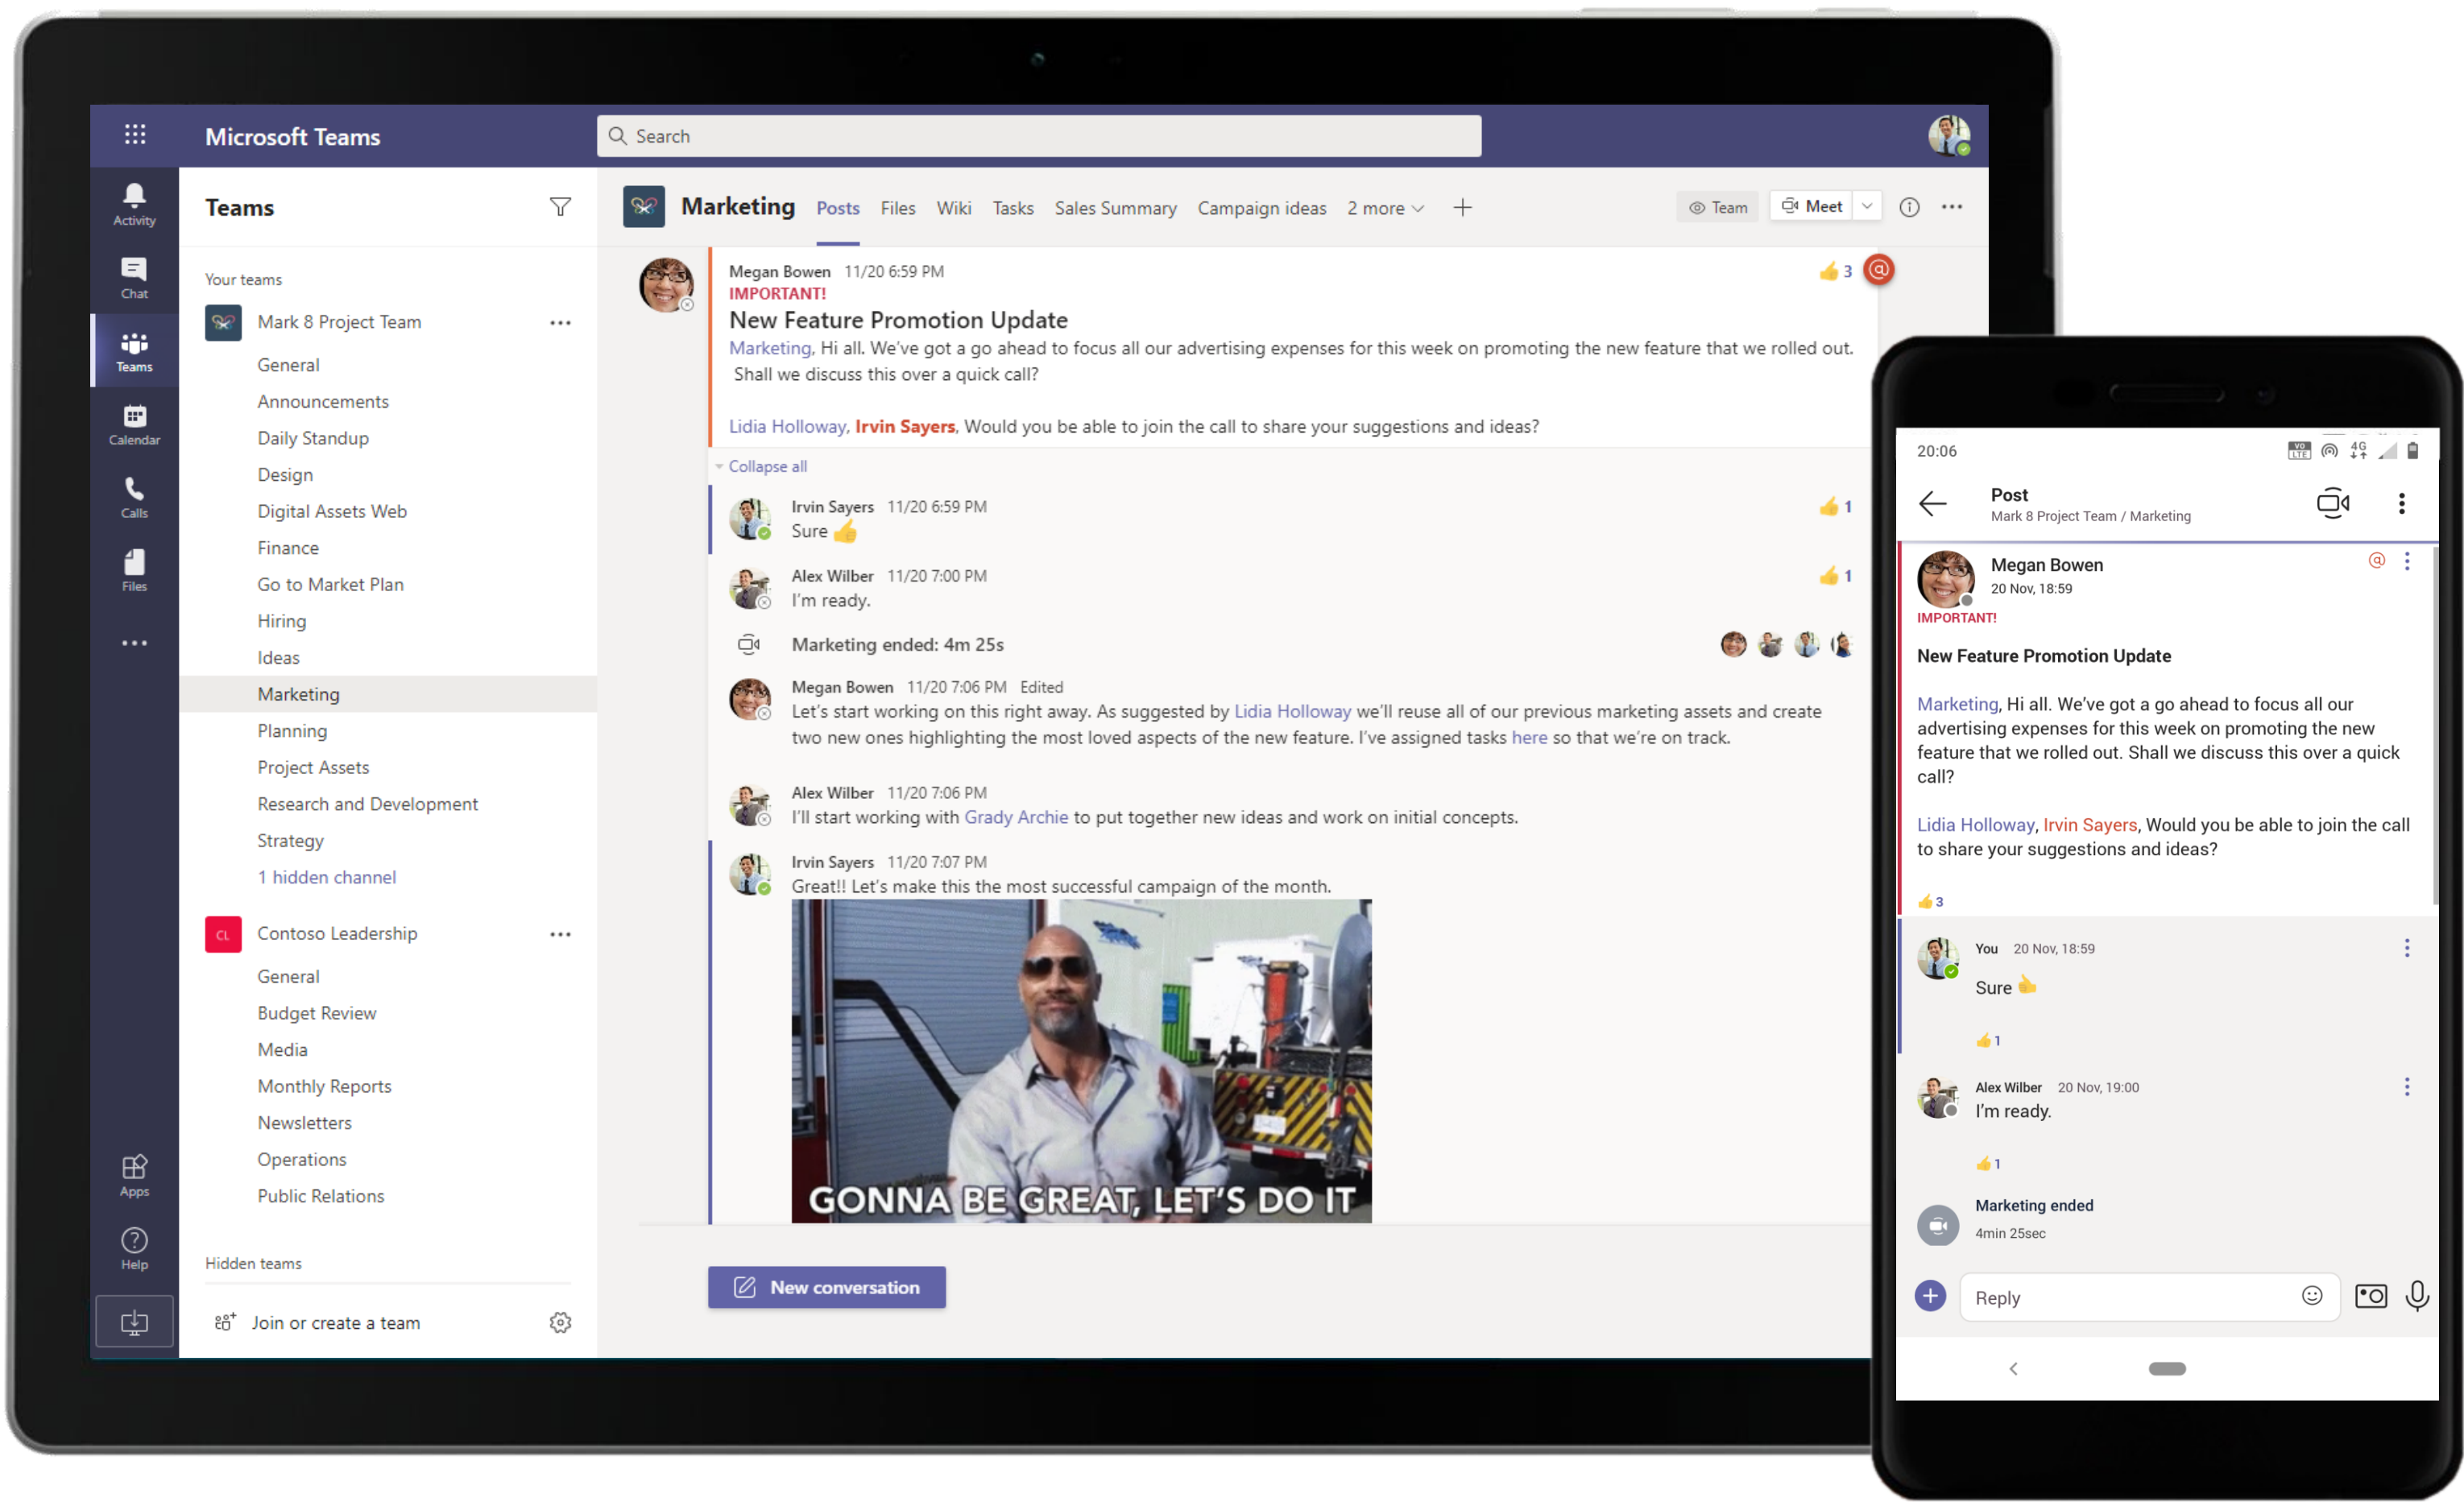 Microsoft Teams
Search
Activity
Chat
Teams
Calendar
Calls
Files
Apps
Help
Teams
Your teams
Mark 8 Project Team
General
Announcements
Daily Standup
Design
Digital Assets Web
Finance
Go to Market Plan
Hiring
Ideas
Marketing
Planning
Project Assets
Research and Development
Strategy
1 hidden channel
CL Contoso Leadership
General
Budget Review
Media
Monthly Reports
Newsletters
Operations
Public Relations
Hidden teams
Join or create a team
Marketing Posts Files Wiki Tasks Sales Summary Campaign ideas 2 more Team Meet
Megan Bowen 11/20 6:59 PM 3 @
IMPORTANT!
New Feature Promotion Update
Marketing, Hi all. We've got a go ahead to focus all our advertising expenses for this week on promoting the new feature that we rolled out.
Shall we discuss this over a quick call?
Lidia Holloway, Irvin Sayers, Would you be able to join the call to share your suggestions and ideas?
Collapse all
Irvin Sayers 11/20 6:59 PM 1
Sure 👍
Alex Wilber 11/20 7:00 PM 1
I'm ready.
Marketing ended: 4m 25s
Megan Bowen 11/20 7:06 PM Edited
Let's start working on this right away. As suggested by Lidia Holloway we'll reuse all of our previous marketing assets and create
two new ones highlighting the most loved aspects of the new feature. I've assigned tasks here so that we're on track.
Alex Wilber 11/20 7:06 PM
I'll start working with Grady Archie to put together new ideas and work on initial concepts.
Irvin Sayers 11/20 7:07 PM
Great!! Let's make this the most successful campaign of the month.
GONNA BE GREAT, LET'S DO IT
New conversation
20:06 VO LTE 4G
Post
Mark 8 Project Team / Marketing
Megan Bowen @
20 Nov, 18:59
IMPORTANT!
New Feature Promotion Update
Marketing, Hi all. We've got a go ahead to focus all our
advertising expenses for this week on promoting the new
feature that we rolled out. Shall we discuss this over a quick
call?
Lidia Holloway, Irvin Sayers, Would you be able to join the call
to share your suggestions and ideas?
3
You 20 Nov, 18:59
Sure 👍
1
Alex Wilber 20 Nov, 19:00
I'm ready.
1
Marketing ended
4min 25sec
Reply